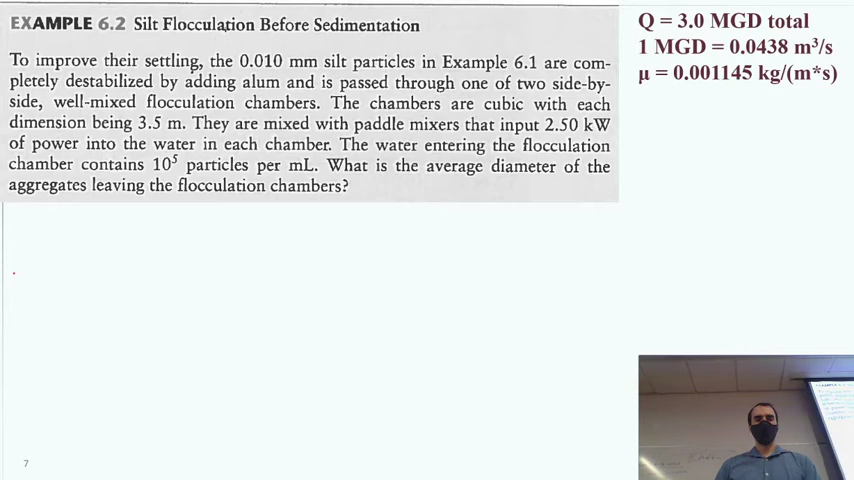 EXAMPLE 6.2 Silt Flocculation Before Sedimentation
To improve their settling, the 0.010 mm silt particles in Example 6.1 are com-
pletely destabilized by adding alum and is passed through one of two side-by-
side, well-mixed flocculation chambers. The chambers are cubic with each
dimension being 3.5 m. They are mixed with paddle mixers that input 2.50 kW
of power into the water in each chamber. The water entering the flocculation
chamber contains 10⁵ particles per mL. What is the average diameter of the
aggregates leaving the flocculation chambers?
Q = 3.0 MGD total
1 MGD = 0.0438 m³/s
μ = 0.001145 kg/(m*s)
7